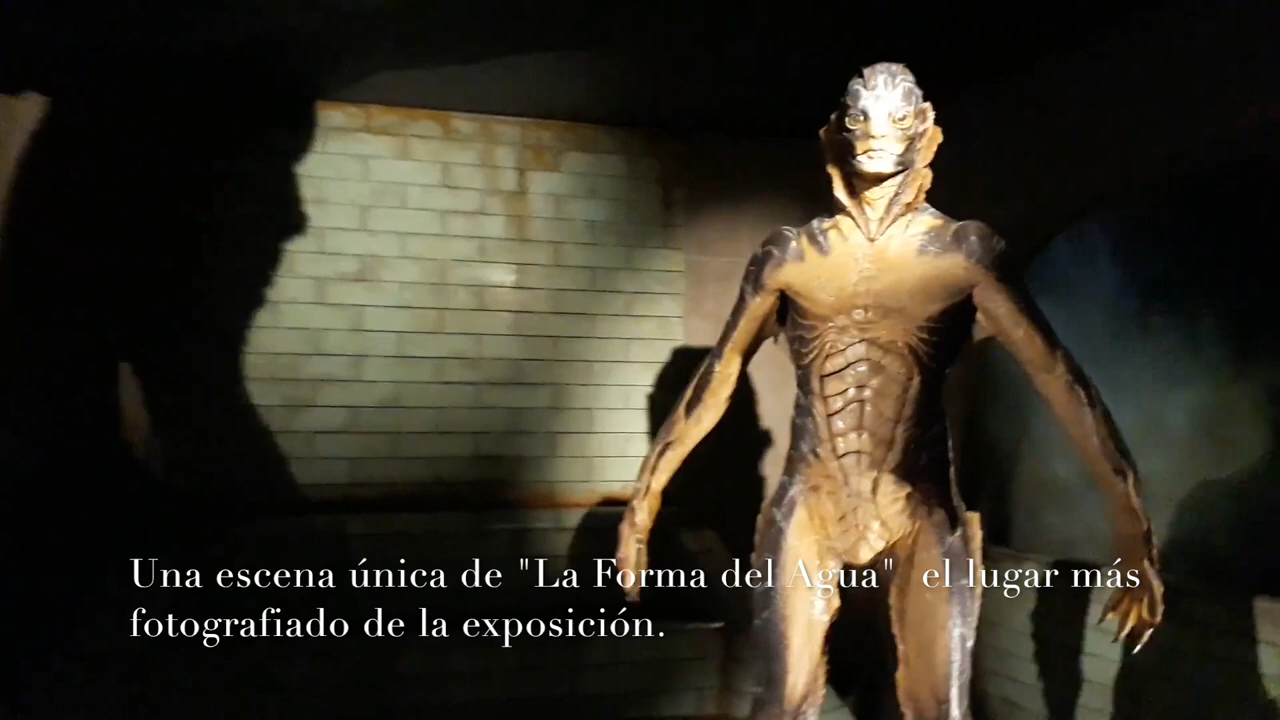 Una escena única de "La Forma del Agua"  el lugar más
fotografiado de la exposición.